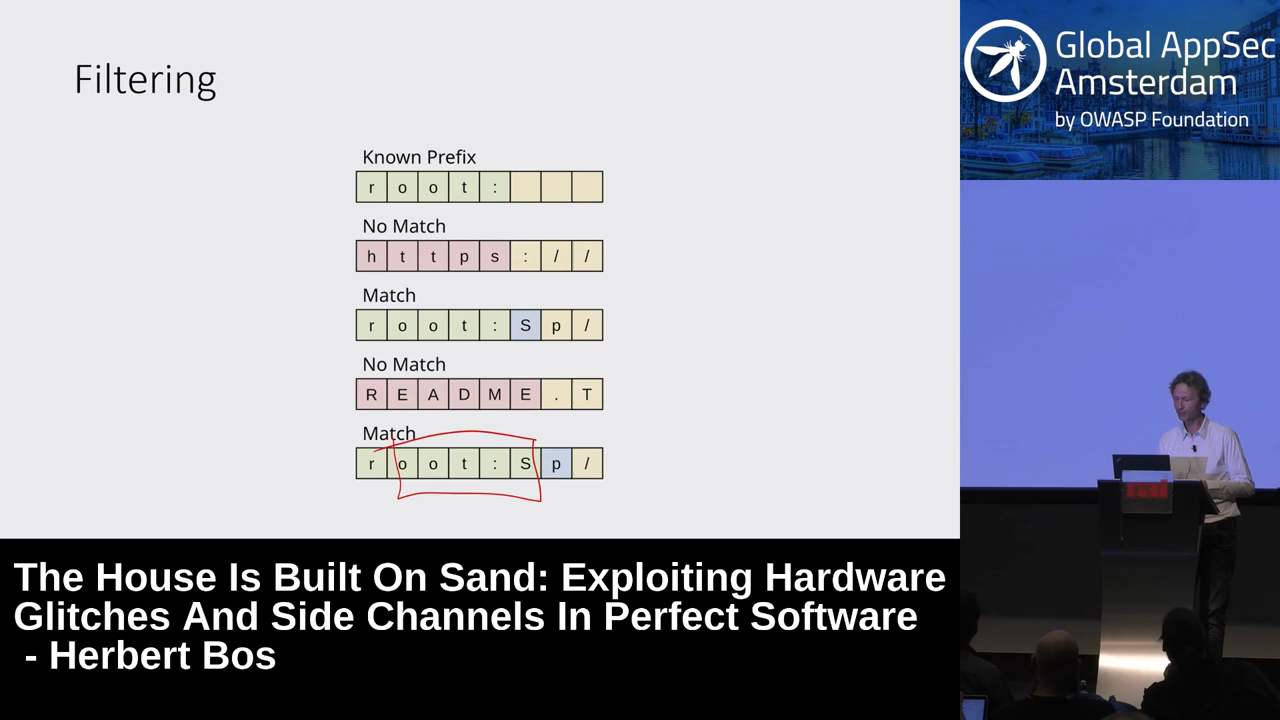 Filtering
Known Prefix
r o o t :
No Match
h t t p s : / /
Match
r o o t : S p /
No Match
R E A D M E . T
Match
r o o t : S p /
Global AppSec
Amsterdam
by OWASP Foundation
rai
The House Is Built On Sand: Exploiting Hardware
Glitches And Side Channels In Perfect Software
- Herbert Bos